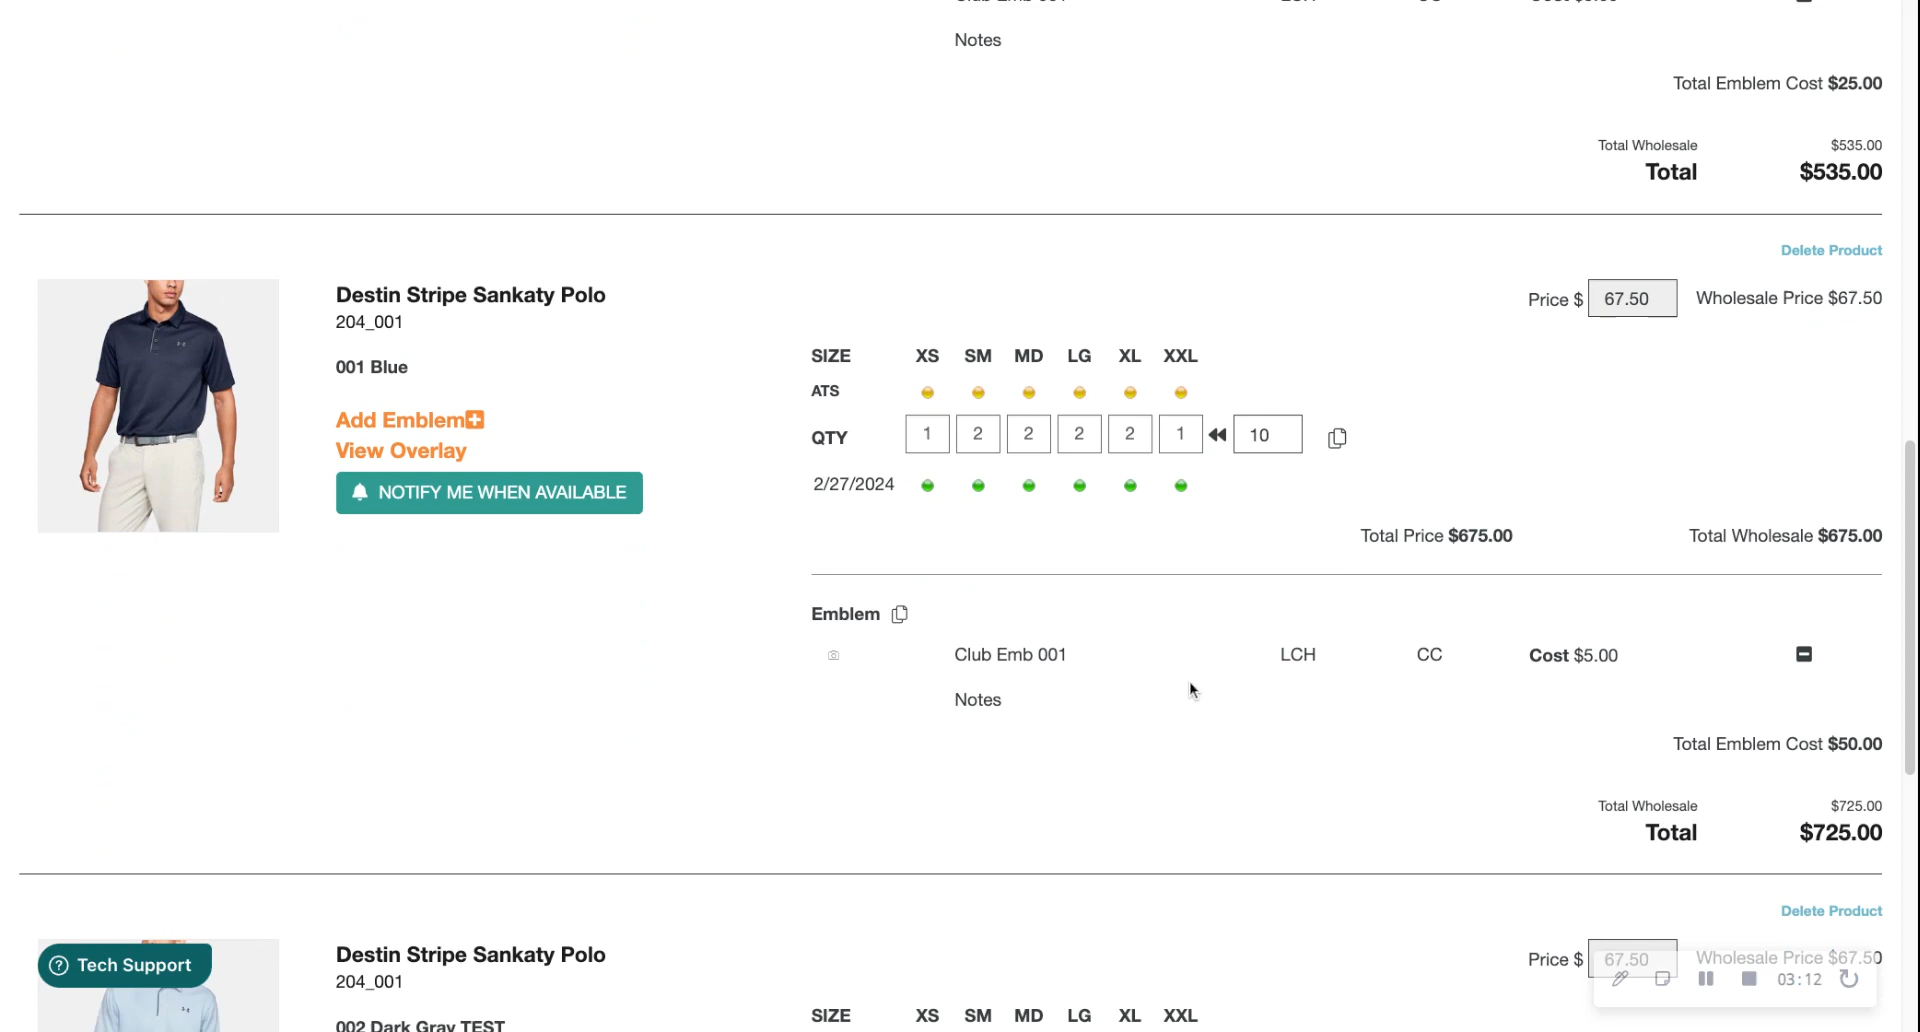 Notes
Total Emblem Cost $25.00
Total Wholesale $535.00
Total $535.00
Delete Product
Destin Stripe Sankaty Polo
204_001
001 Blue
Add Emblem
View Overlay
NOTIFY ME WHEN AVAILABLE
Price $ 67.50 Wholesale Price $67.50
SIZE XS SM MD LG XL XXL
ATS
QTY 1 2 2 2 2 1 10
2/27/2024
Total Price $675.00 Total Wholesale $675.00
Emblem
Club Emb 001 LCH CC Cost $5.00
Notes
Total Emblem Cost $50.00
Total Wholesale $725.00
Total $725.00
Delete Product
Destin Stripe Sankaty Polo
204_001
002 Dark Gray TEST
Price $ 67.50 Wholesale Price $67.50
SIZE XS SM MD LG XL XXL
Tech Support
03:12